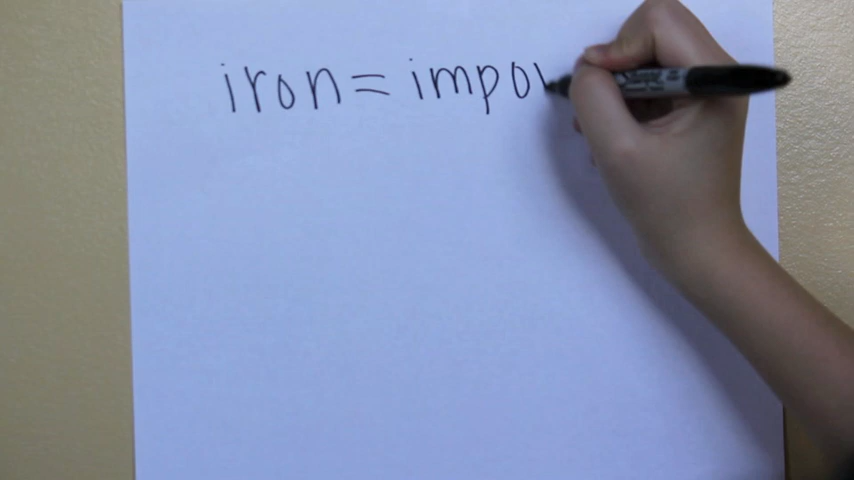 iron = impo